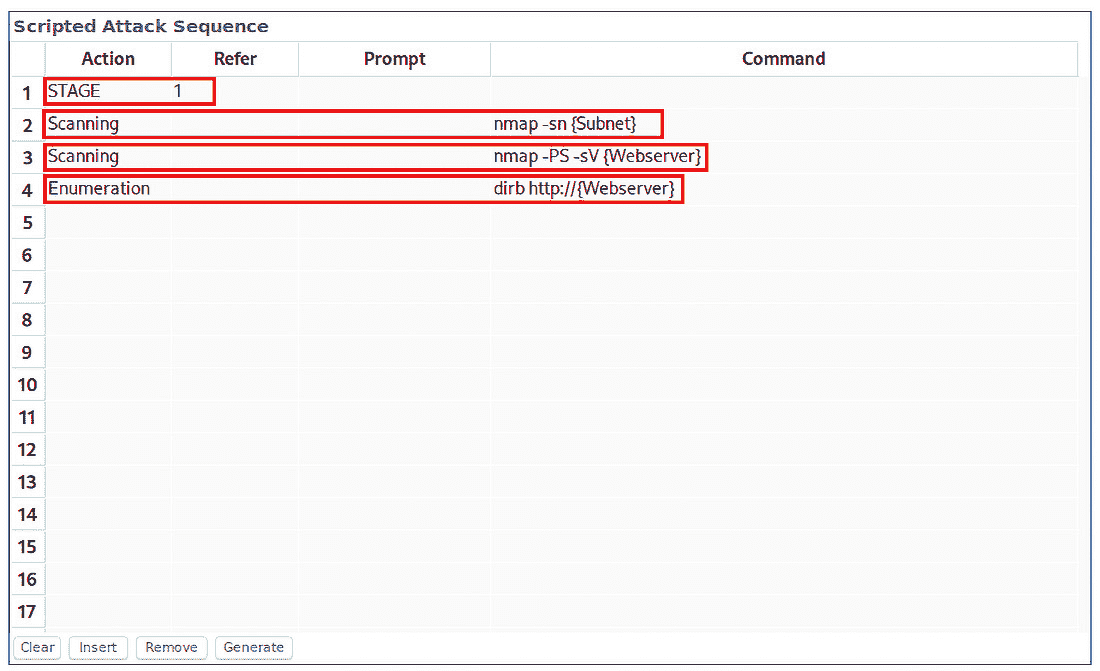 Scripted Attack Sequence
Action Refer Prompt Command
1 STAGE 1
2 Scanning nmap -sn {Subnet}
3 Scanning nmap -PS -sV {Webserver}
4 Enumeration dirb http://{Webserver}
5
6
7
8
9
10
11
12
13
14
15
16
17
Clear Insert Remove Generate